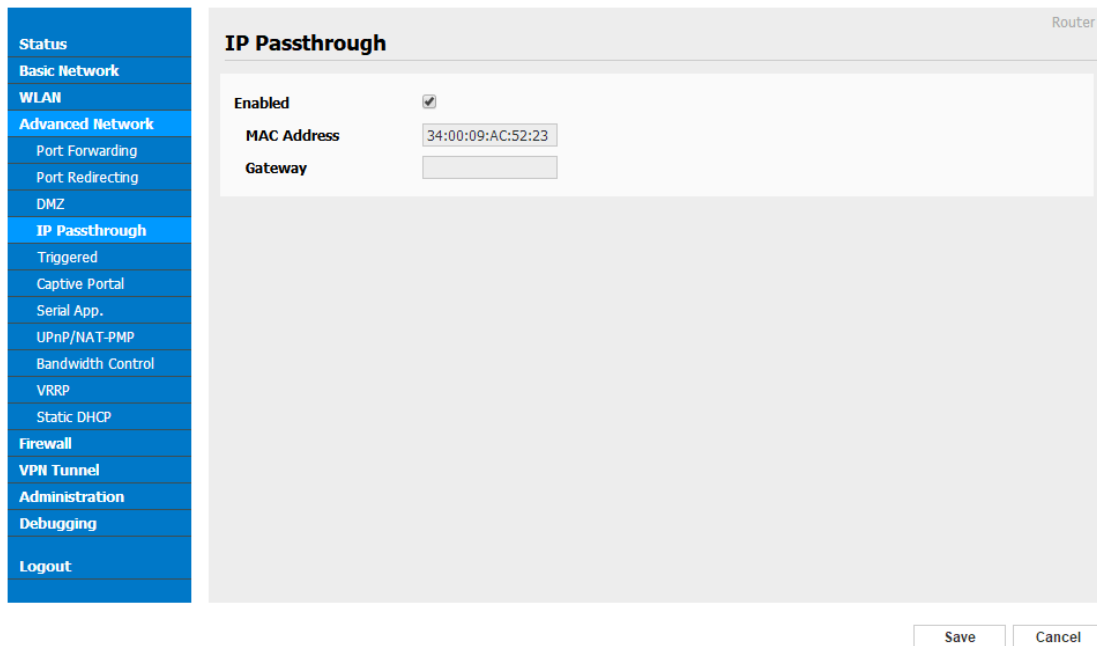 Router
Status
Basic Network
WLAN
Advanced Network
Port Forwarding
Port Redirecting
DMZ
IP Passthrough
Triggered
Captive Portal
Serial App.
UPnP/NAT-PMP
Bandwidth Control
VRRP
Static DHCP
Firewall
VPN Tunnel
Administration
Debugging
Logout
IP Passthrough
Enabled
MAC Address 34:00:09:AC:52:23
Gateway
Save Cancel